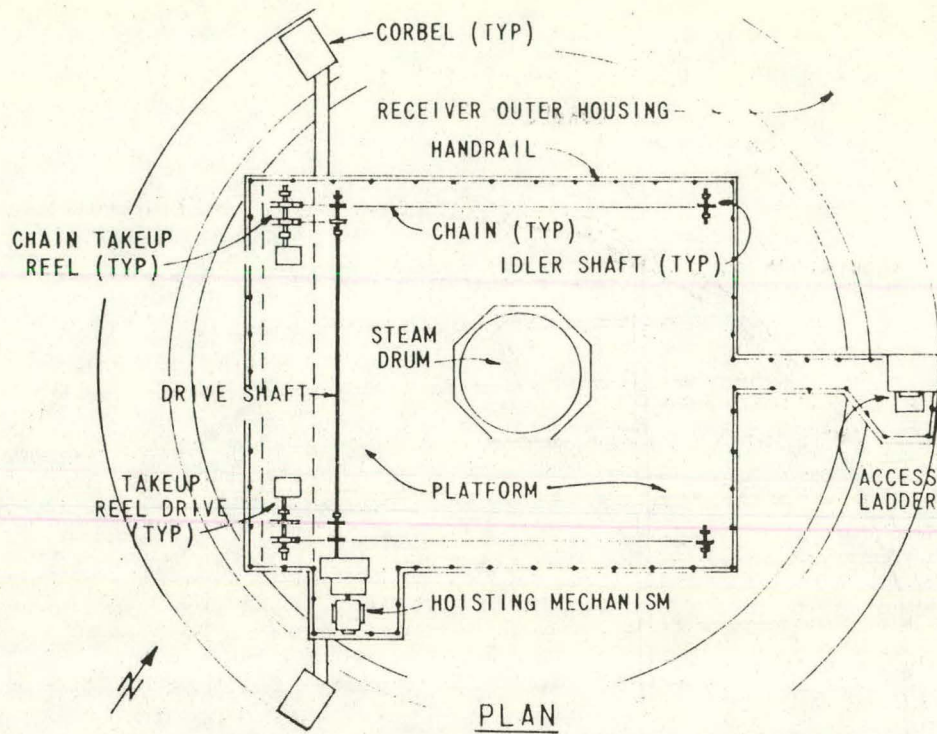 CORBEL (TYP)
RECEIVER OUTER HOUSING
HANDRAIL
CHAIN TAKEUP
REFL (TYP)
CHAIN (TYP)
IDLER SHAFT (TYP)
STEAM
DRUM
DRIVE SHAFT
TAKEUP
REEL DRIVE
(TYP)
PLATFORM
ACCESS
LADDER
HOISTING MECHANISM
N
PLAN